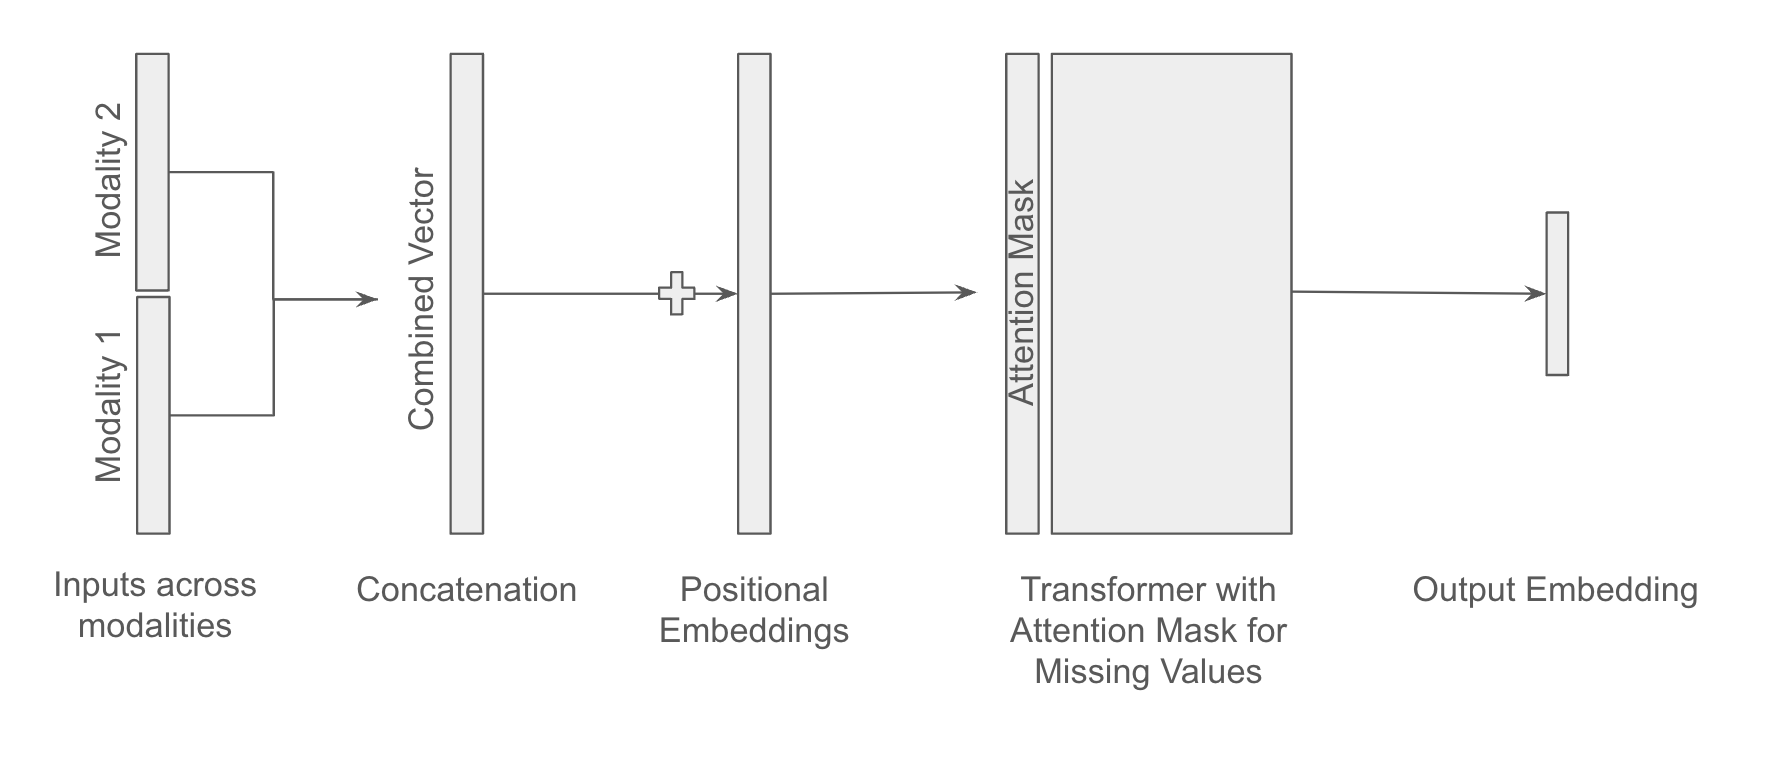 Modality 2
Modality 1
Combined Vector
Attention Mask
Inputs across
modalities
Concatenation
Positional
Embeddings
Transformer with
Attention Mask for
Missing Values
Output Embedding